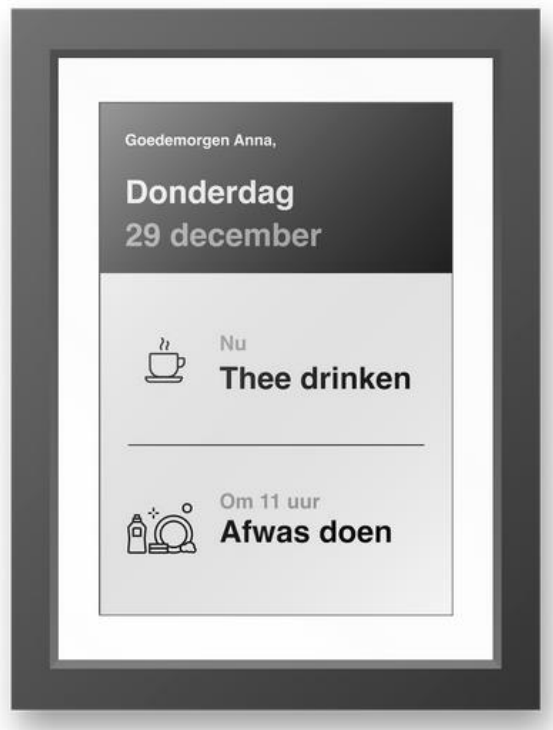 Goedemorgen Anna,
Donderdag
29 december
Nu
Thee drinken
Om 11 uur
Afwas doen